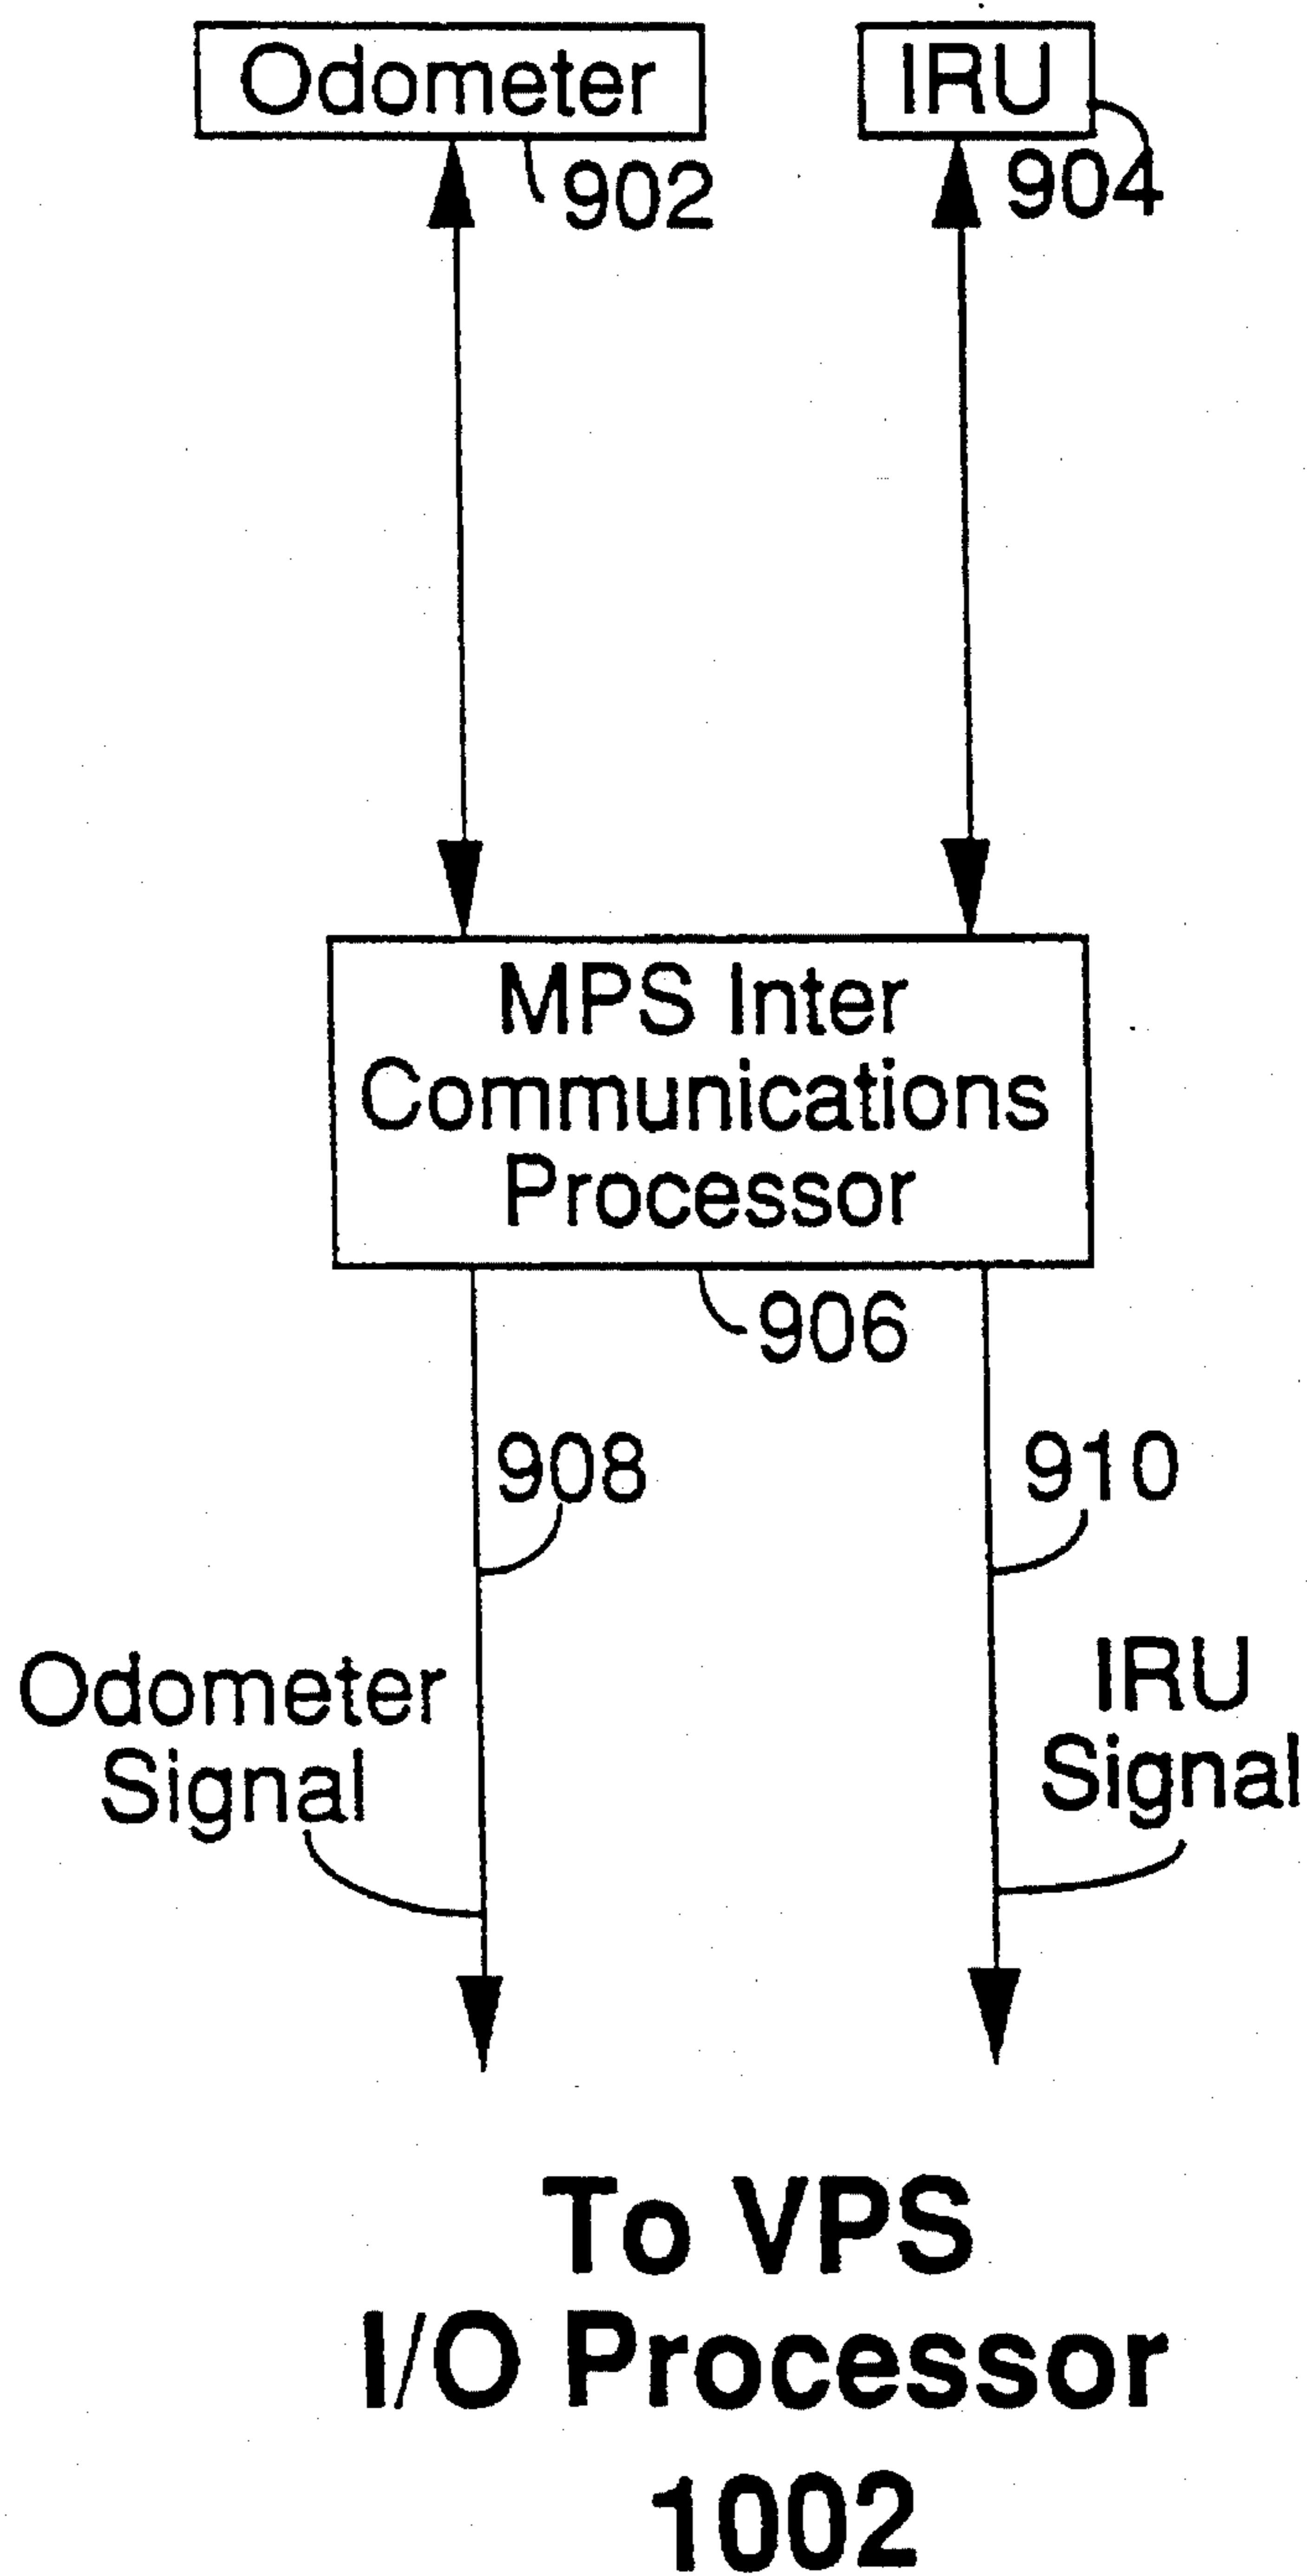 Odometer
IRU
902
904
MPS Inter
Communications
Processor
906
908
910
Odometer
Signal
IRU
Signal
To VPS
I/O Processor
1002